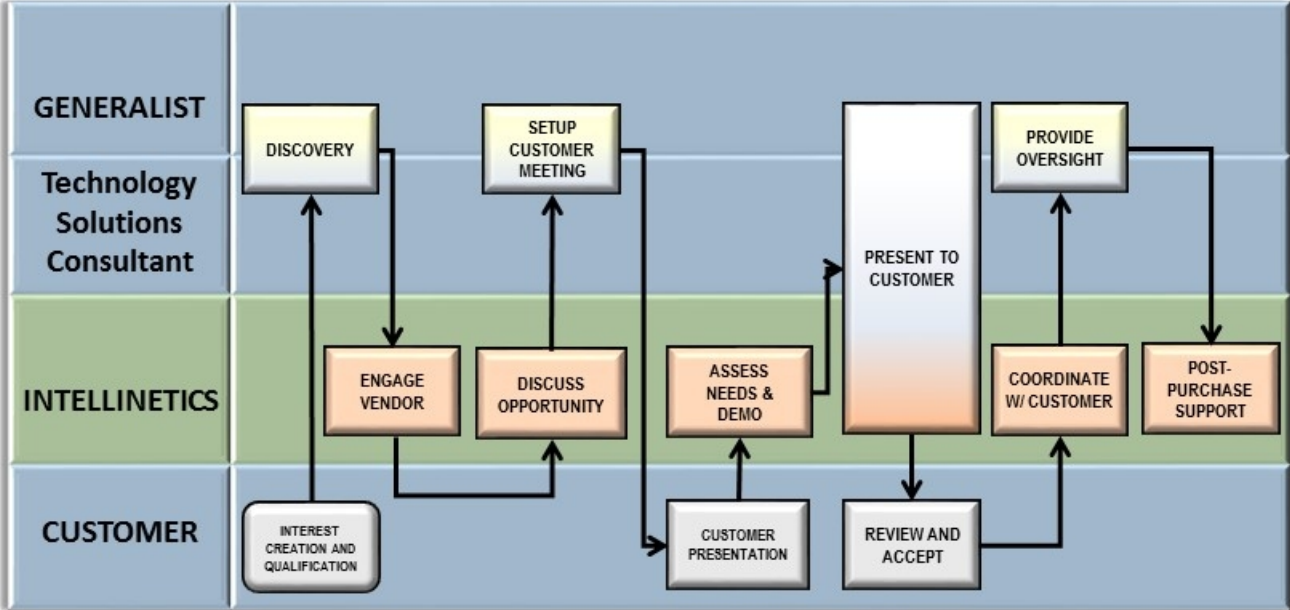 GENERALIST
Technology
Solutions
Consultant
INTELLINETICS
CUSTOMER
DISCOVERY
SETUP
CUSTOMER
MEETING
PROVIDE
OVERSIGHT
PRESENT TO
CUSTOMER
ENGAGE
VENDOR
DISCUSS
OPPORTUNITY
ASSESS
NEEDS &
DEMO
COORDINATE
W/ CUSTOMER
POST-
PURCHASE
SUPPORT
INTEREST
CREATION AND
QUALIFICATION
CUSTOMER
PRESENTATION
REVIEW AND
ACCEPT